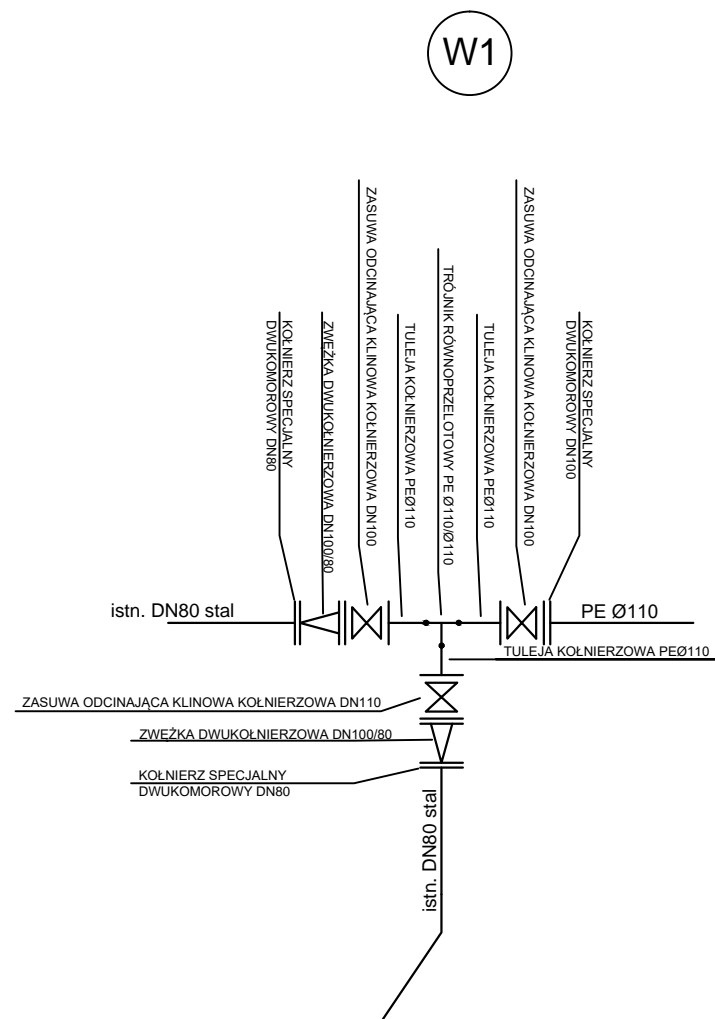 W1
KOŁNIERZ SPECJALNY
DWUKOMOROWY DN80
ZWĘŻKA DWUKOŁNIERZOWA DN100/80
ZASUWA ODCINAJĄCA KLINOWA KOŁNIERZOWA DN100
TULEJA KOŁNIERZOWA PEØ110
TRÓJNIK RÓWNOPRZELOTOWY PE Ø110/Ø110
TULEJA KOŁNIERZOWA PEØ110
ZASUWA ODCINAJĄCA KLINOWA KOŁNIERZOWA DN100
KOŁNIERZ SPECJALNY
DWUKOMOROWY DN100
istn. DN80 stal
PE Ø110
TULEJA KOŁNIERZOWA PEØ110
ZASUWA ODCINAJĄCA KLINOWA KOŁNIERZOWA DN110
ZWĘŻKA DWUKOŁNIERZOWA DN100/80
KOŁNIERZ SPECJALNY
DWUKOMOROWY DN80
istn. DN80 stal